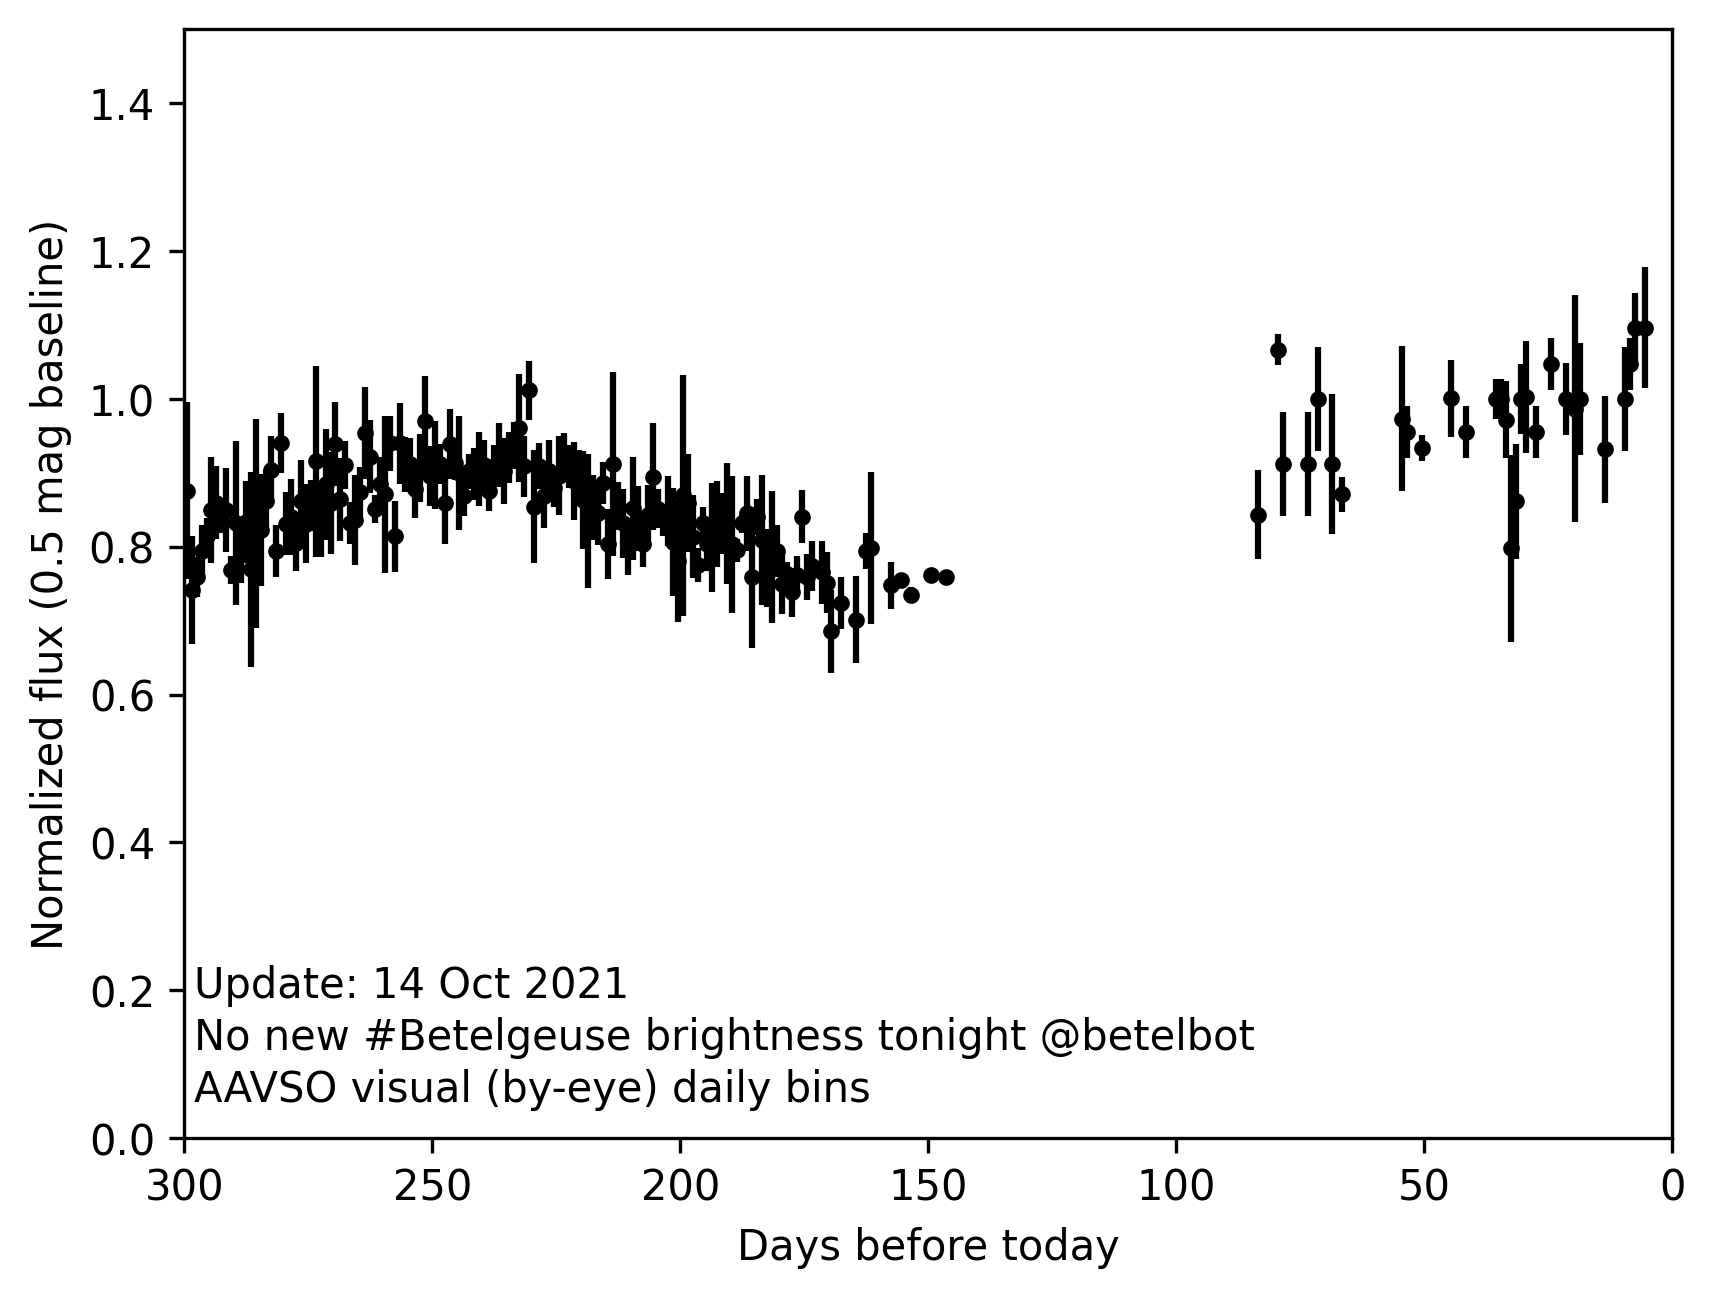 Normalized flux (0.5 mag baseline)
1.4
1.2
1.0
0.8
0.6
0.4
0.2
0.0
Update: 14 Oct 2021
No new #Betelgeuse brightness tonight @betelbot
AAVSO visual (by-eye) daily bins
300 250 200 150 100 50 0
Days before today